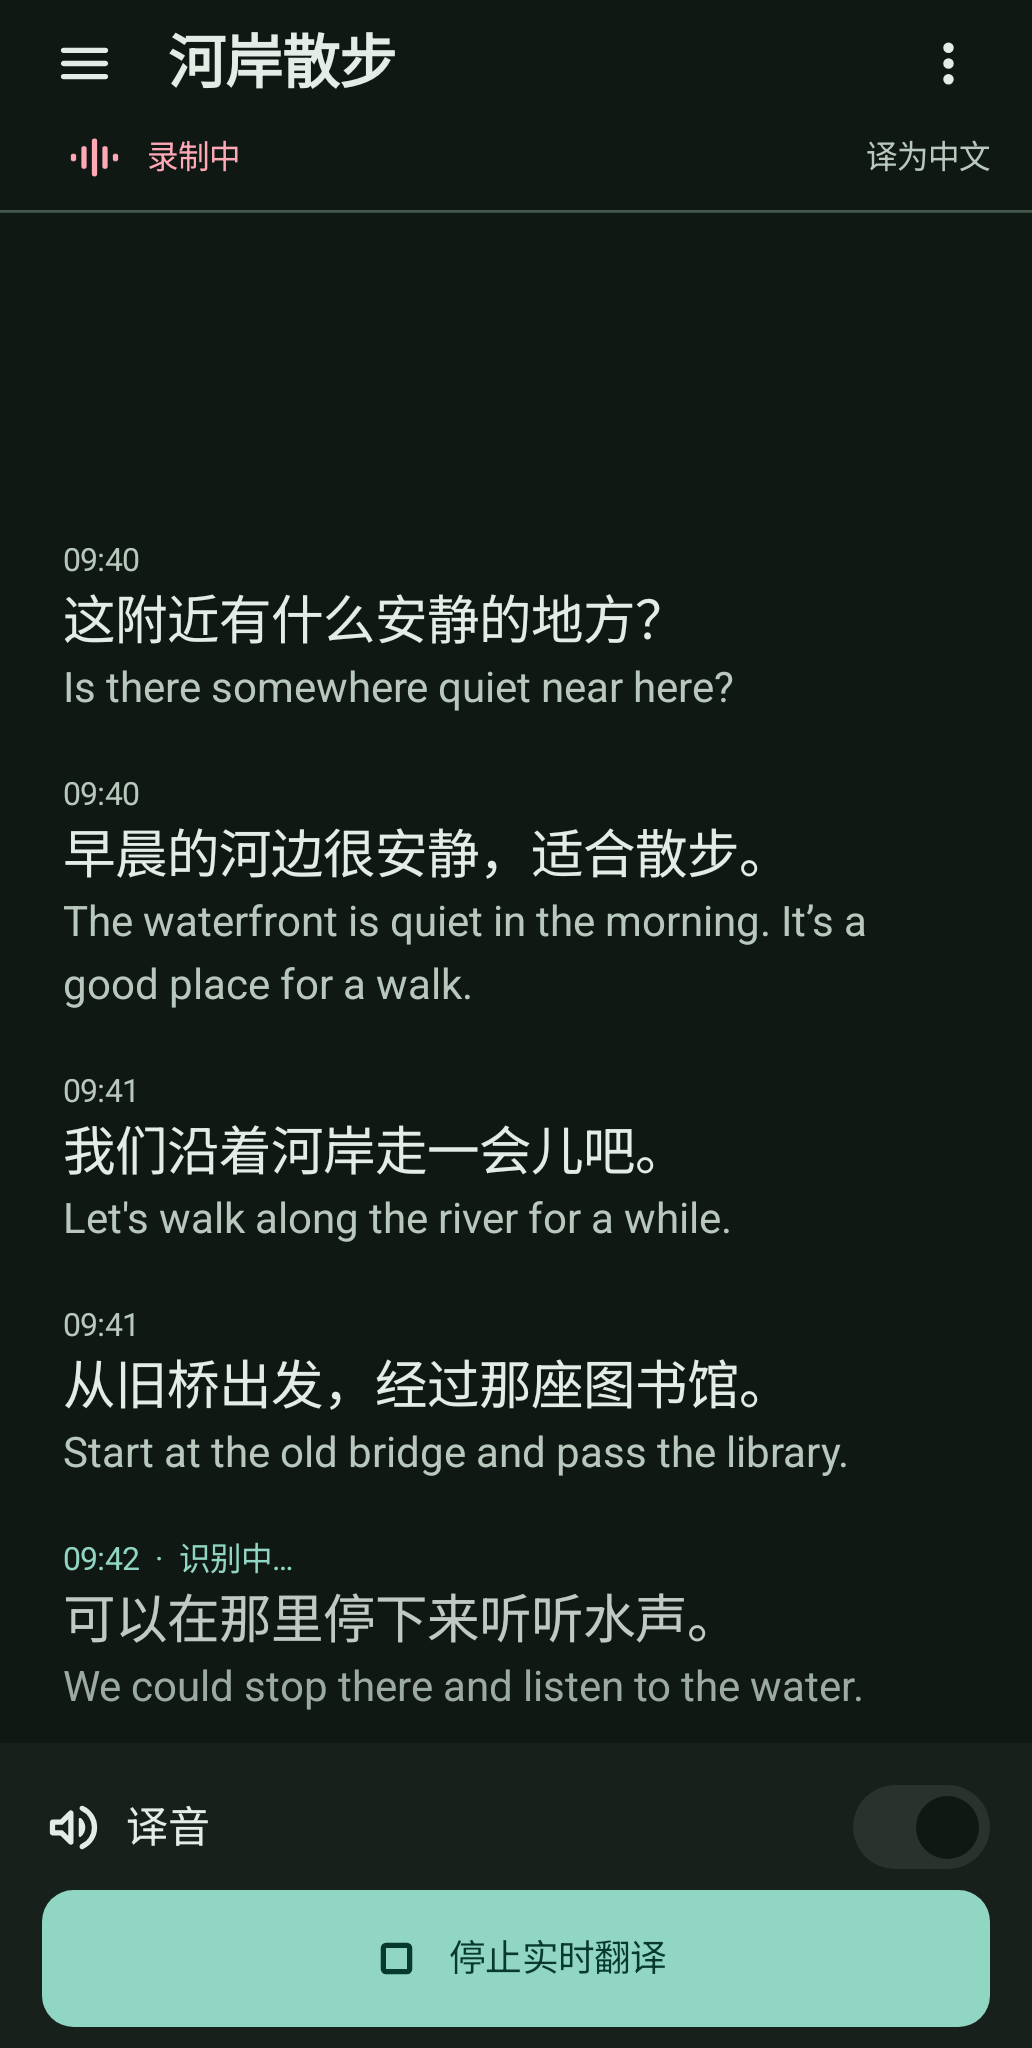 河岸散步
录制中
译为中文
09:40
这附近有什么安静的地方？
Is there somewhere quiet near here?
09:40
早晨的河边很安静，适合散步。
The waterfront is quiet in the morning. It’s a
good place for a walk.
09:41
我们沿着河岸走一会儿吧。
Let's walk along the river for a while.
09:41
从旧桥出发，经过那座图书馆。
Start at the old bridge and pass the library.
09:42 · 识别中…
可以在那里停下来听听水声。
We could stop there and listen to the water.
译音
停止实时翻译